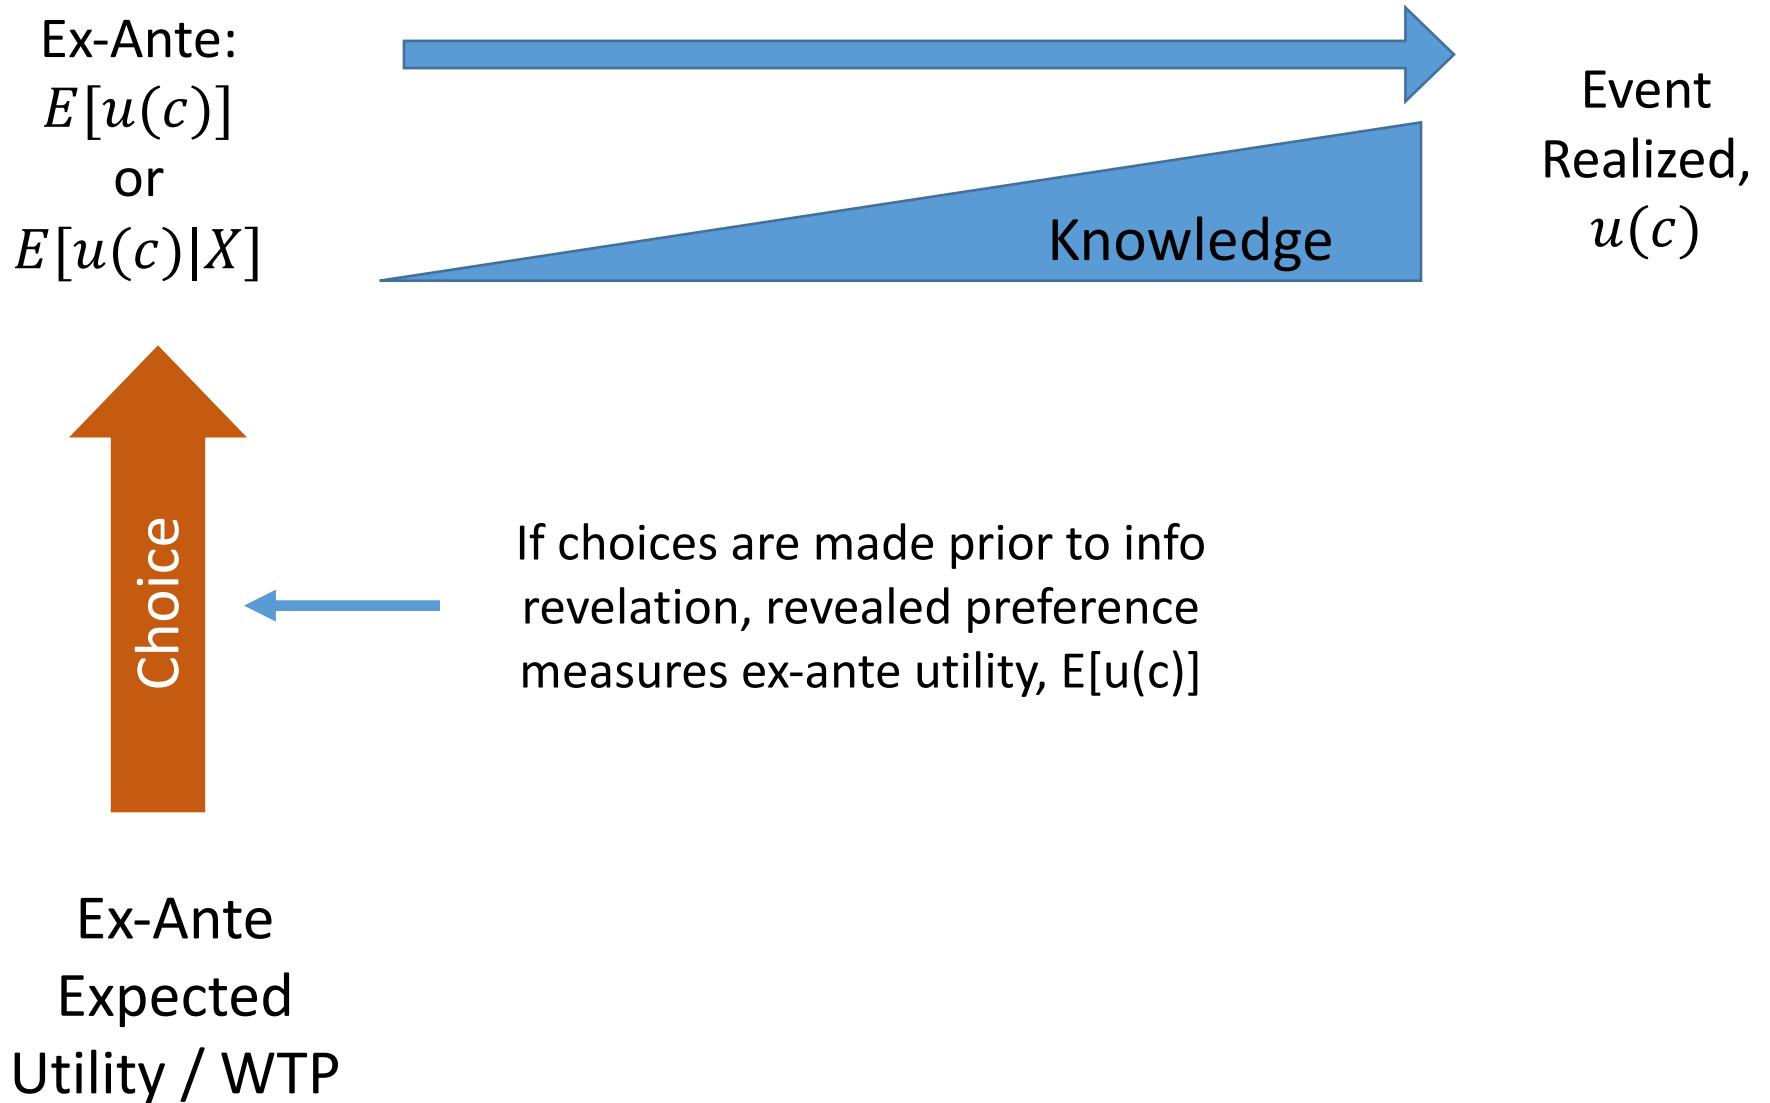 Ex-Ante:
E[u(c)]
or
E[u(c)|X]
Event
Realized,
u(c)
Knowledge
Choice
If choices are made prior to info
revelation, revealed preference
measures ex-ante utility, E[u(c)]
Ex-Ante
Expected
Utility / WTP